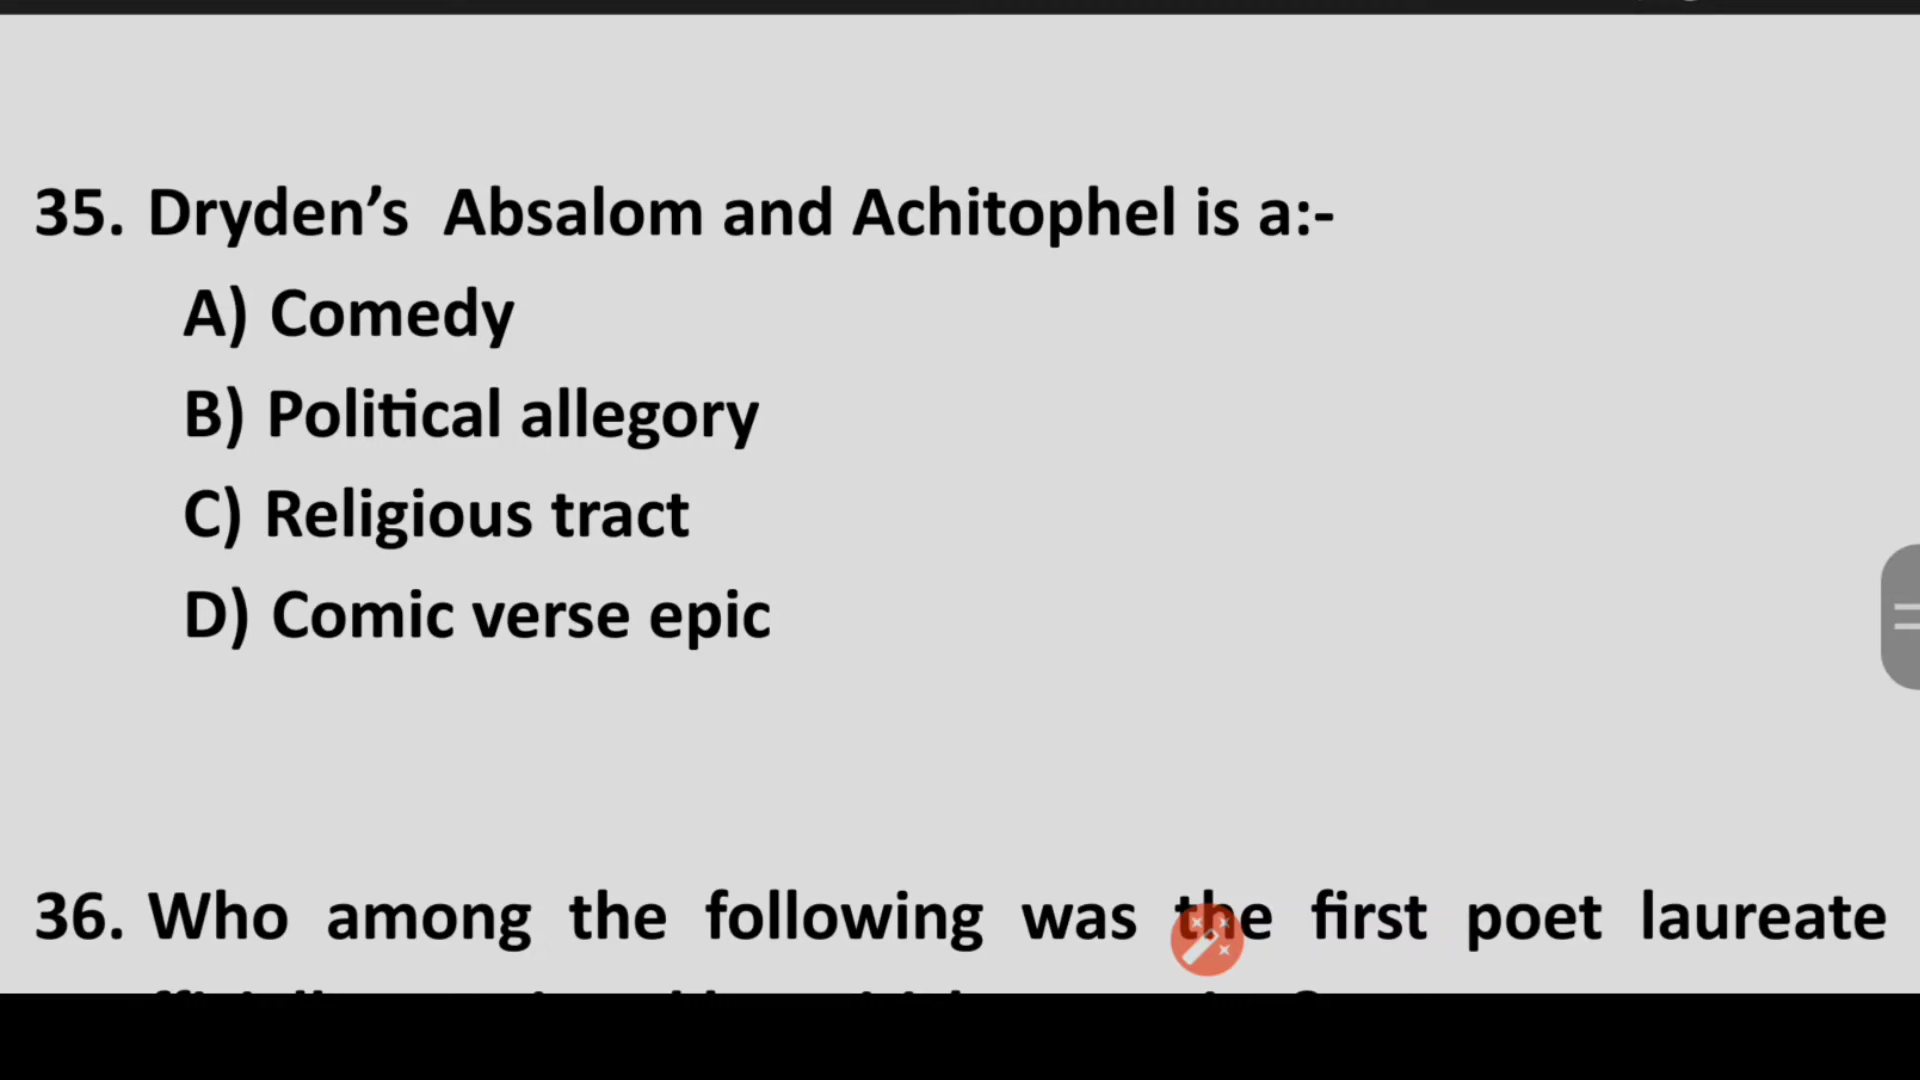 35. Dryden’s Absalom and Achitophel is a:-
A) Comedy
B) Political allegory
C) Religious tract
D) Comic verse epic
36. Who among the following was the first poet laureate